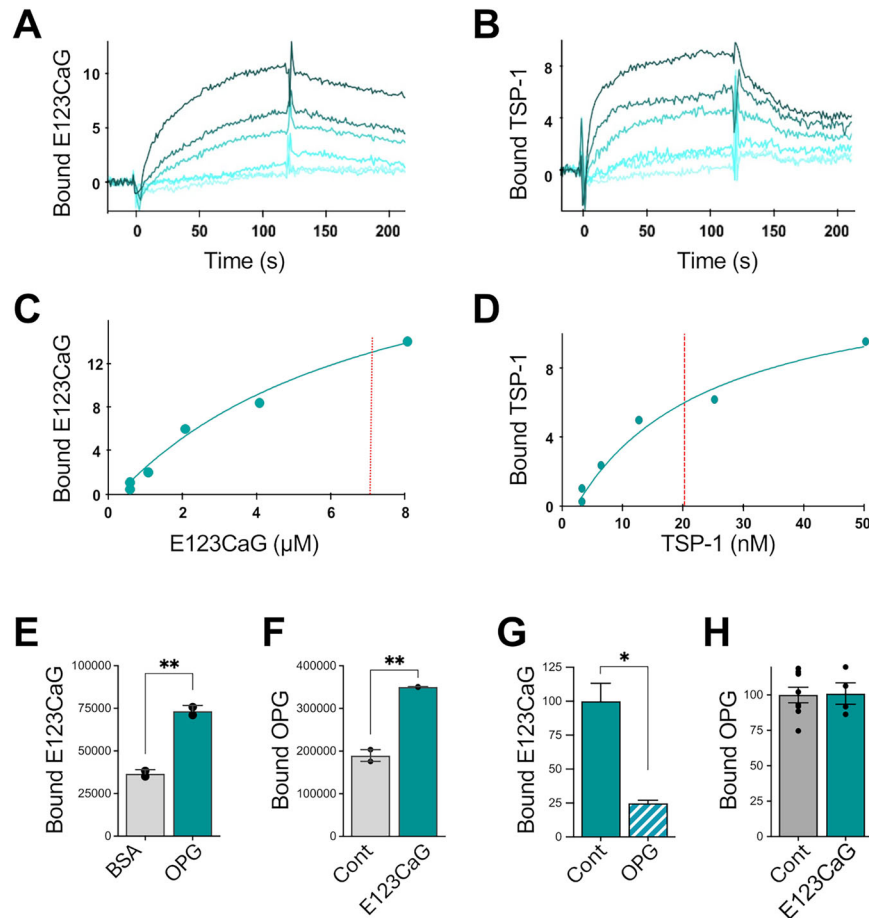 A
Bound E123CaG
10
5
0
0 50 100 150 200
Time (s)
B
Bound TSP-1
8
4
0
0 50 100 150 200
Time (s)
C
Bound E123CaG
12
8
4
0
0 2 4 6 8
E123CaG (µM)
D
Bound TSP-1
8
4
0
0 10 20 30 40 50
TSP-1 (nM)
E
Bound E123CaG
100000
75000
50000
25000
0
**
BSA OPG
F
Bound OPG
400000
300000
200000
100000
0
**
Cont E123CaG
G
Bound E123CaG
125
100
75
50
25
0
*
Cont OPG
H
Bound OPG
125
100
75
50
25
0
Cont E123CaG